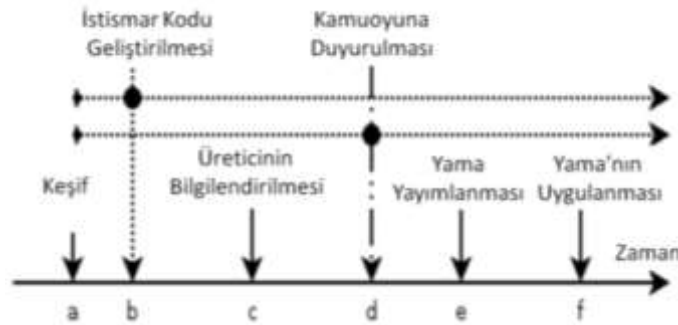 İstismar Kodu
Geliştirilmesi
Kamuoyuna
Duyurulması
Keşif
Üreticinin
Bilgilendirilmesi
Yama
Yayımlanması
Yama'nın
Uygulanması
Zaman
a b c d e f